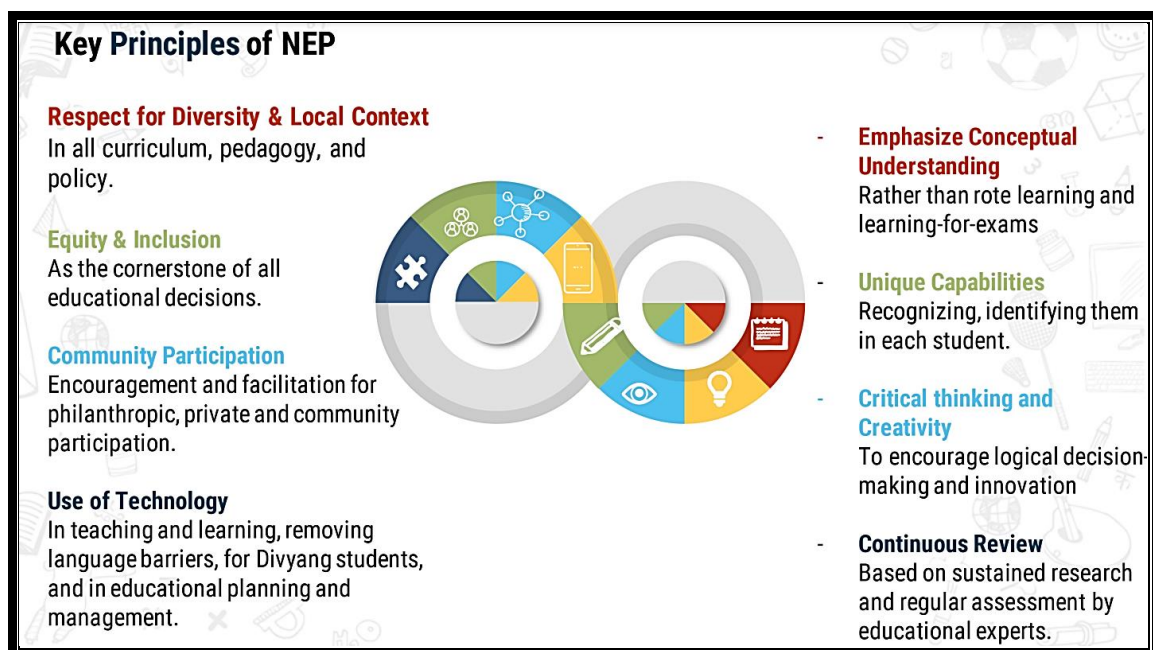 Key Principles of NEP
Respect for Diversity & Local Context
In all curriculum, pedagogy, and
policy.
Equity & Inclusion
As the cornerstone of all
educational decisions.
Community Participation
Encouragement and facilitation for
philanthropic, private and community
participation.
Use of Technology
In teaching and learning, removing
language barriers, for Divyang students,
and in educational planning and
management.
- Emphasize Conceptual
Understanding
Rather than rote learning and
learning-for-exams
- Unique Capabilities
Recognizing, identifying them
in each student.
- Critical thinking and
Creativity
To encourage logical decision-
making and innovation
- Continuous Review
Based on sustained research
and regular assessment by
educational experts.